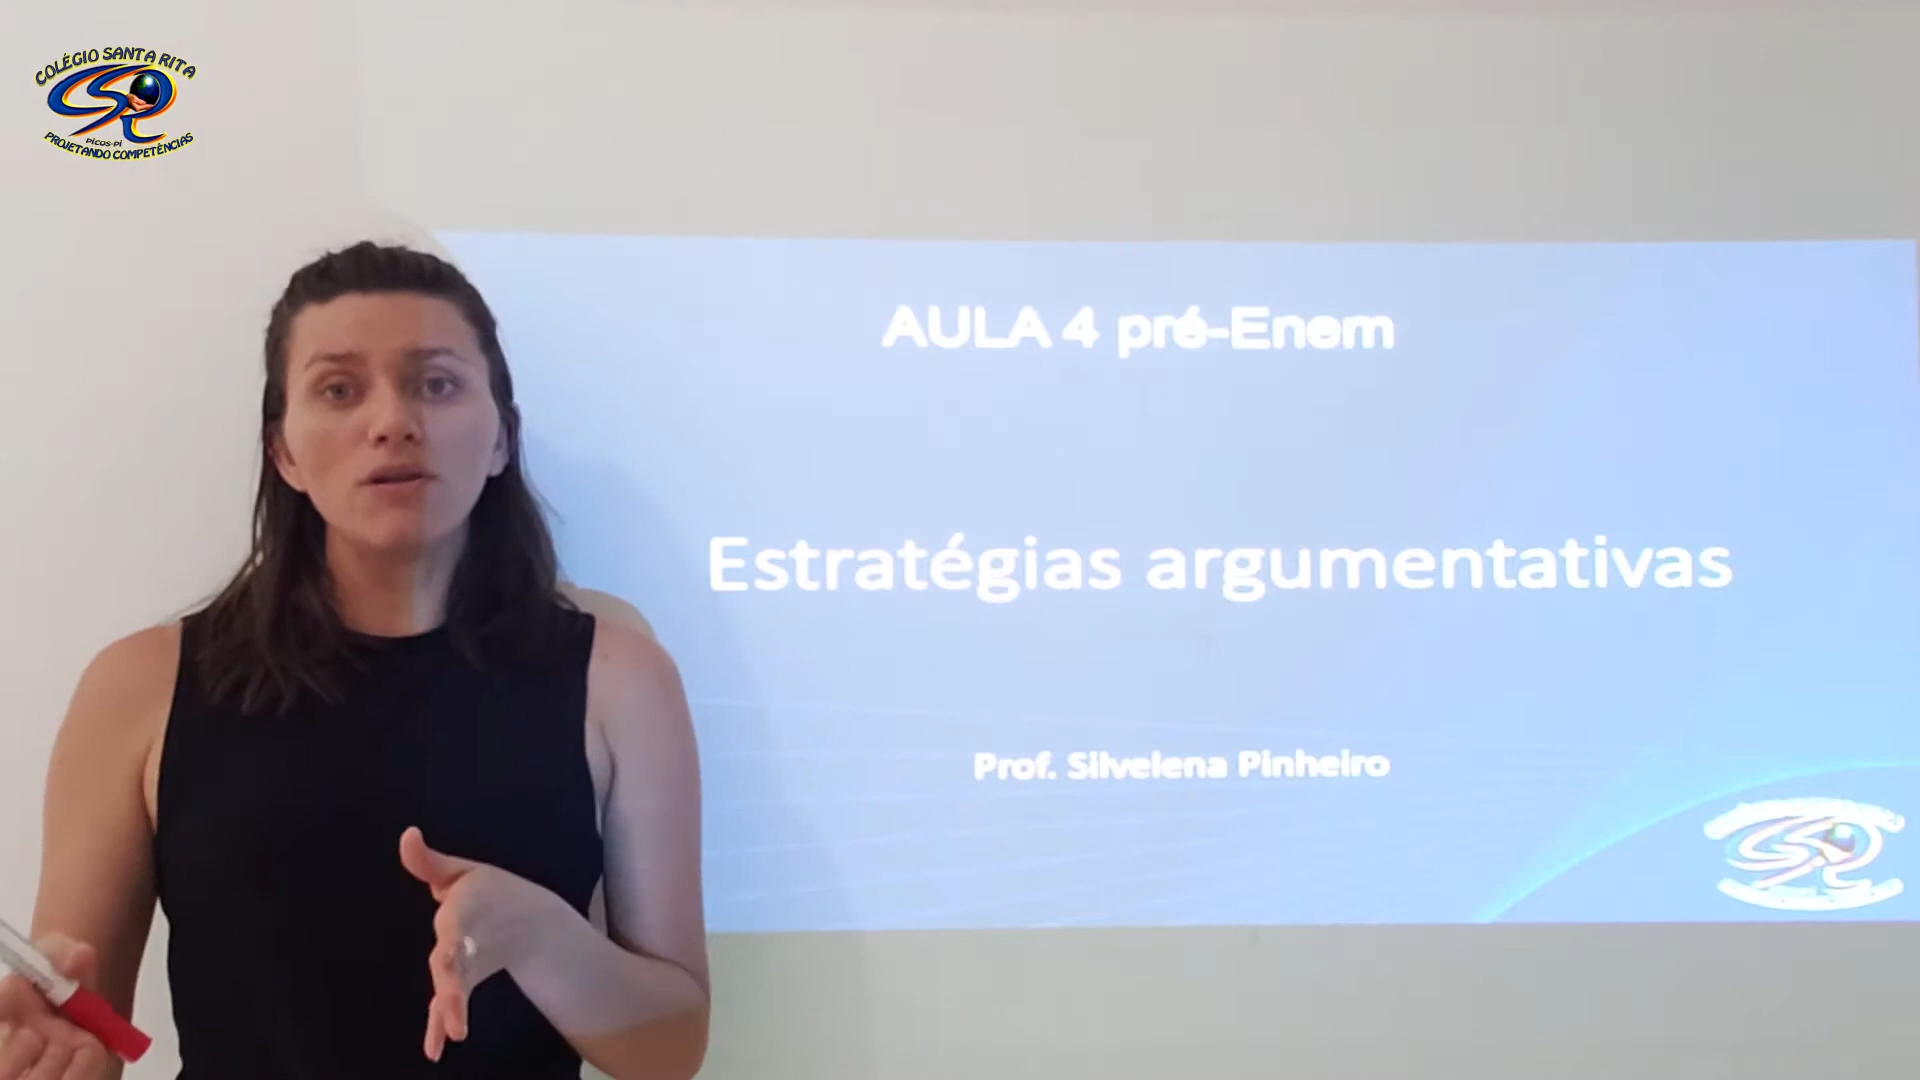 COLÉGIO SANTA RITA
PICOS-PI
PROJETANDO COMPETÊNCIAS
AULA 4 pré-Enem
Estratégias argumentativas
Prof. Silvelena Pinheiro